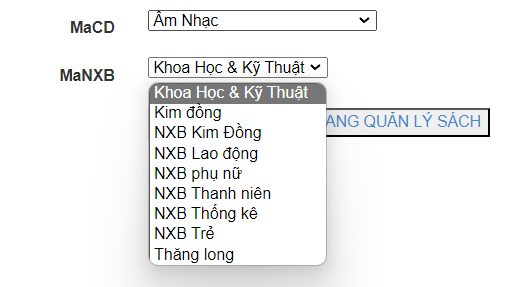 MaCD
Âm Nhạc
MaNXB
Khoa Học & Kỹ Thuật
Khoa Học & Kỹ Thuật
Kim đồng
NXB Kim Đồng
NXB Lao động
NXB phụ nữ
NXB Thanh niên
NXB Thống kê
NXB Trẻ
Thăng long
ANG QUẢN LÝ SÁCH